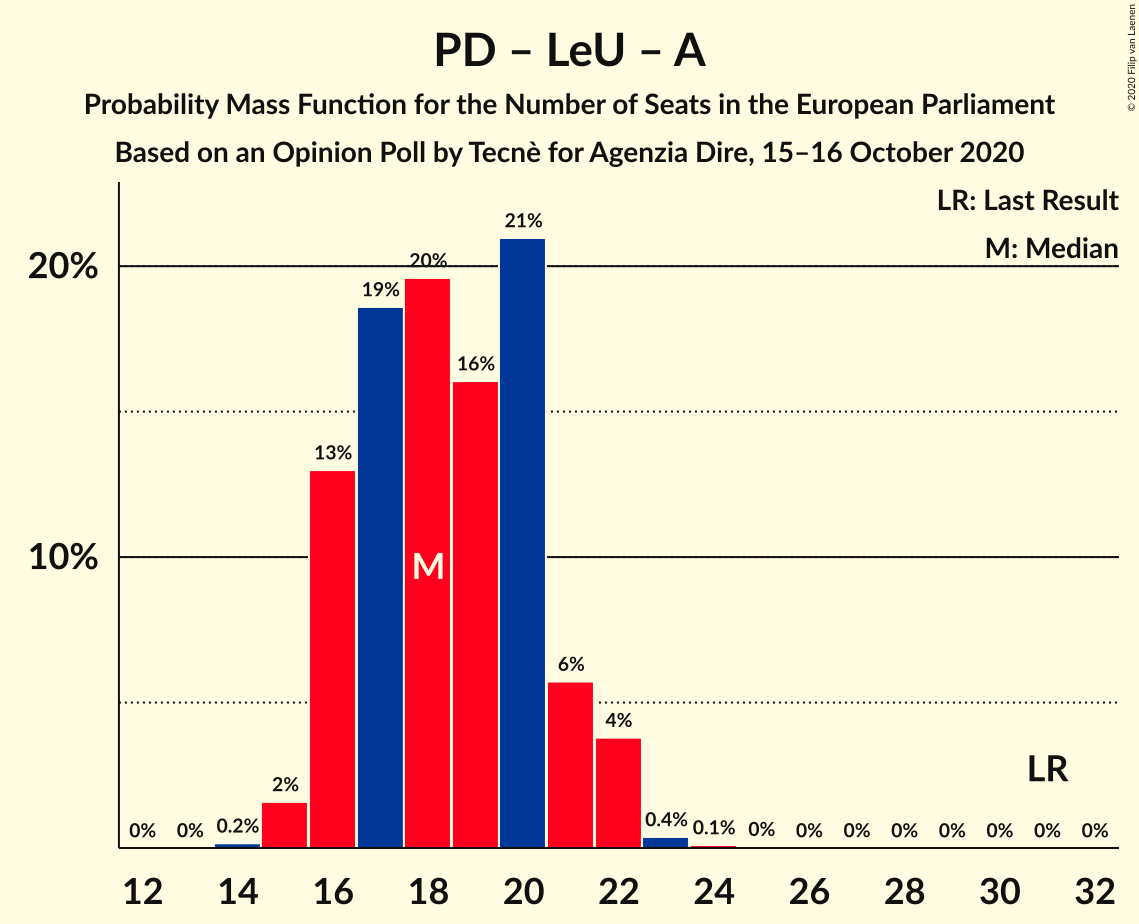 PD – LeU – A
Probability Mass Function for the Number of Seats in the European Parliament
Based on an Opinion Poll by Tecnè for Agenzia Dire, 15–16 October 2020
© 2020 Filip van Laenen
LR: Last Result
M: Median
20%
10%
0% 0% 0.2% 2% 13% 19% 20% 16% 21% 6% 4% 0.4% 0.1% 0% 0% 0% 0% 0% 0% 0% 0%
M
LR
12 14 16 18 20 22 24 26 28 30 32